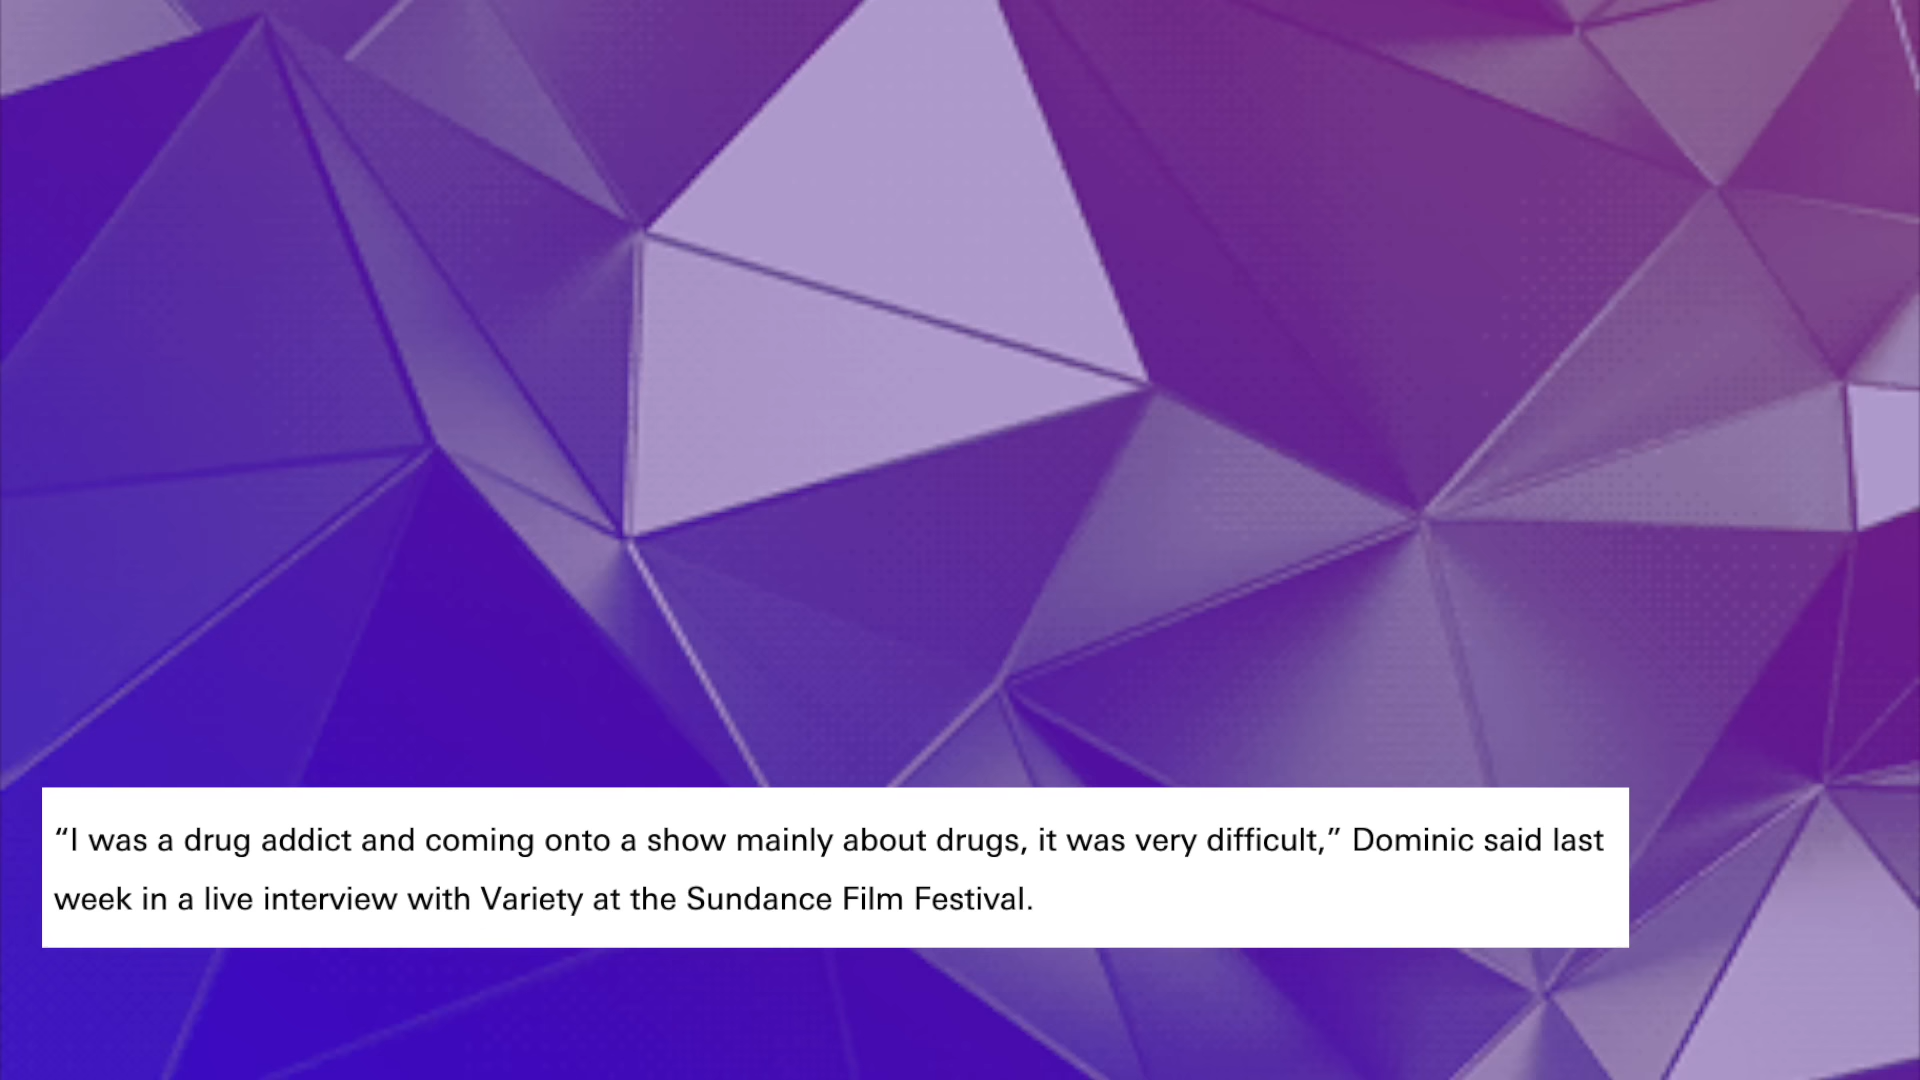 “I was a drug addict and coming onto a show mainly about drugs, it was very difficult,” Dominic said last
week in a live interview with Variety at the Sundance Film Festival.